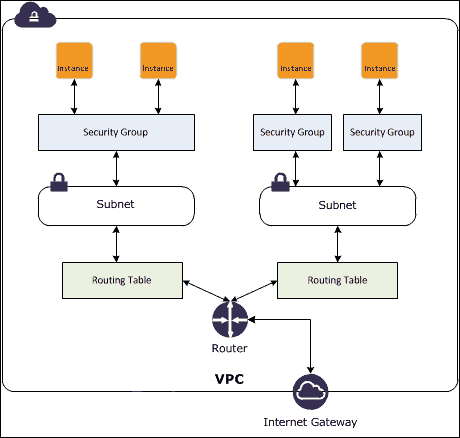 Instance
Instance
Instance
Instance
Security Group
Security Group
Security Group
Subnet
Subnet
Routing Table
Routing Table
Router
VPC
Internet Gateway